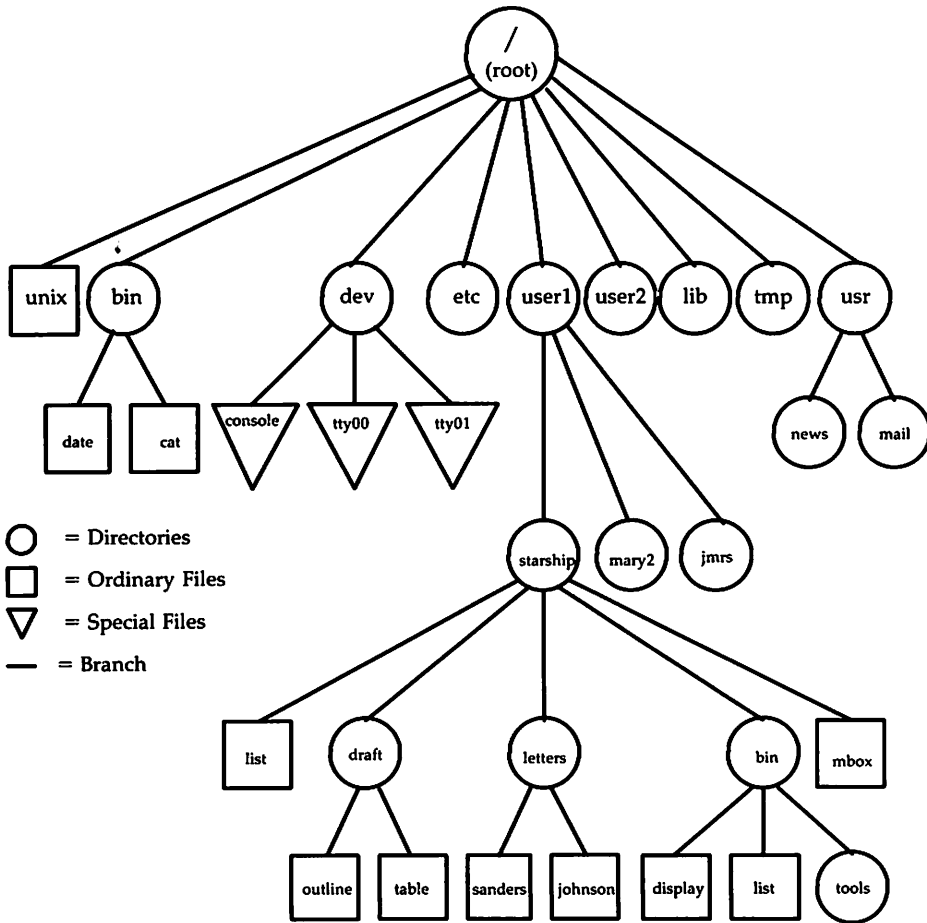 /
(root)
unix
bin
dev
etc
user1
user2
lib
tmp
usr
date
cat
console
tty00
tty01
news
mail
= Directories
= Ordinary Files
= Special Files
= Branch
starship
mary2
jmrs
list
draft
letters
bin
mbox
outline
table
sanders
johnson
display
list
tools